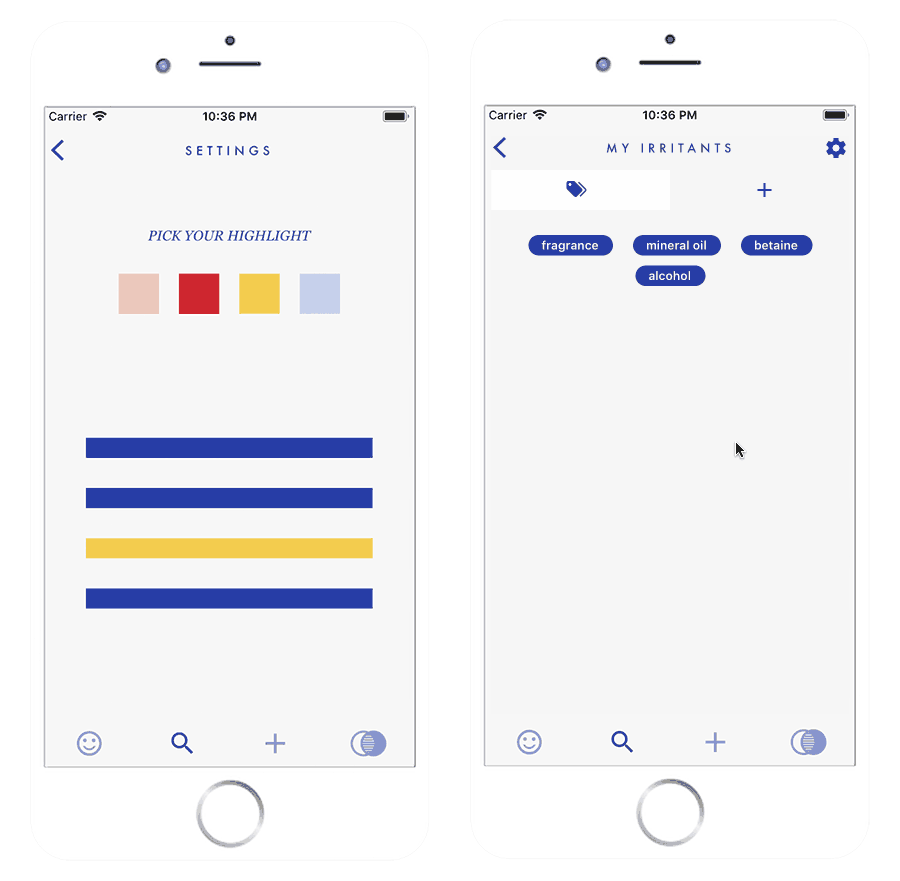 Carrier 10:36 PM
SETTINGS
PICK YOUR HIGHLIGHT
Carrier 10:36 PM
MY IRRITANTS
fragrance mineral oil betaine
alcohol